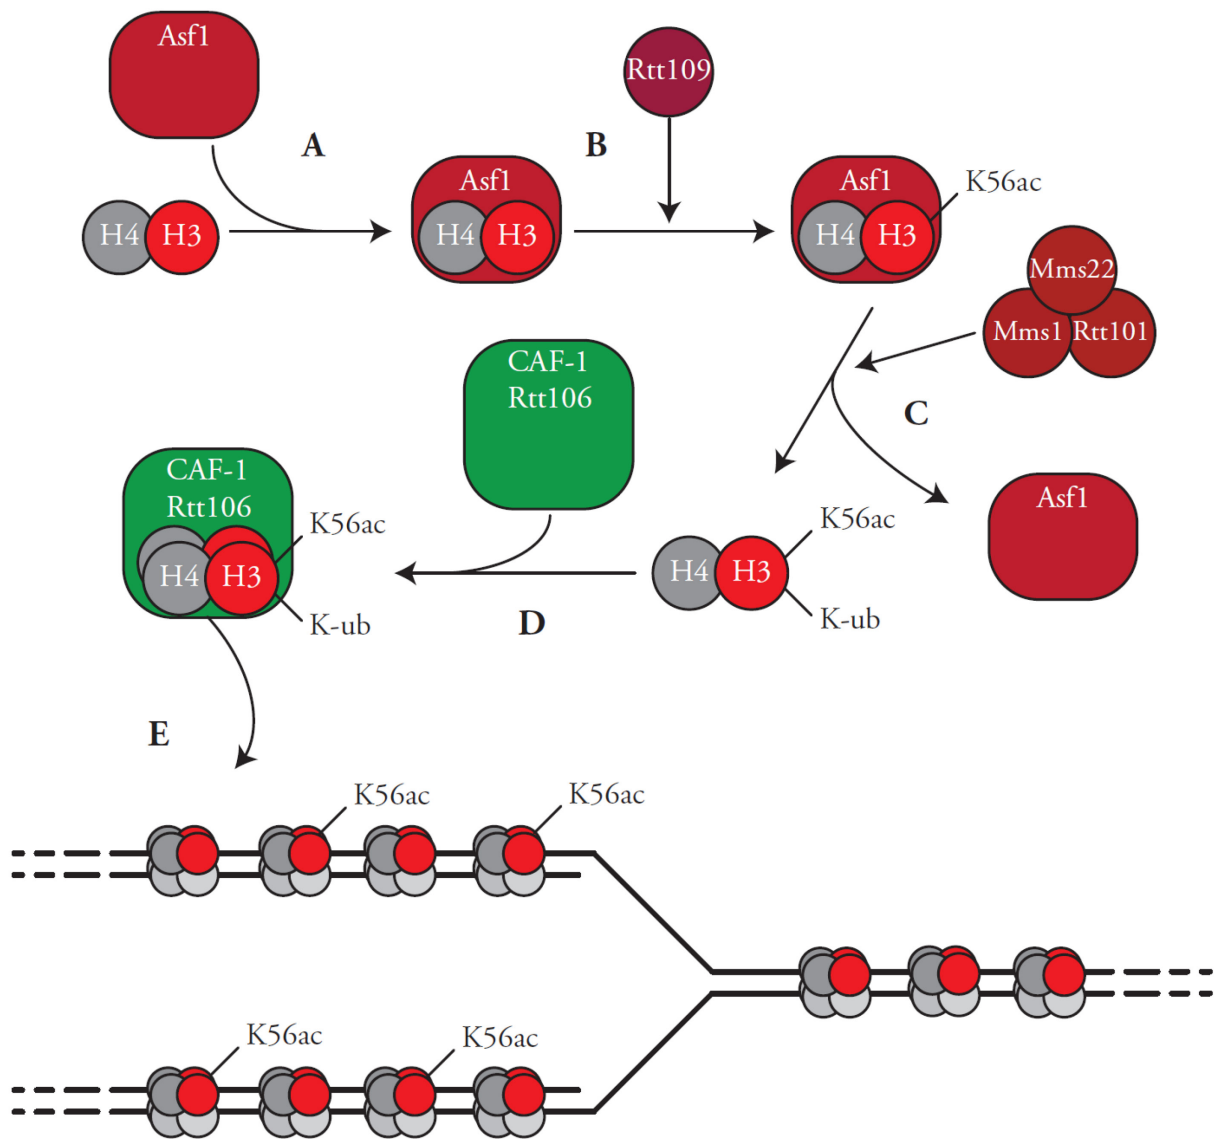 Asf1
A
H4 H3
Asf1
H4 H3
B
Rtt109
Asf1
H4 H3
K56ac
Mms22
Mms1 Rtt101
C
Asf1
K56ac
H4 H3
K-ub
CAF-1
Rtt106
D
CAF-1
Rtt106
H4 H3
K56ac
K-ub
E
K56ac
K56ac
K56ac
K56ac